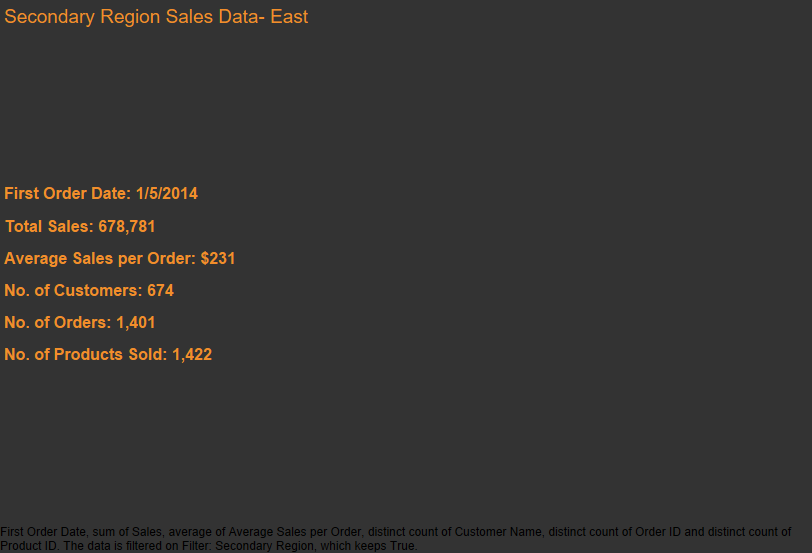 Secondary Region Sales Data- East
First Order Date: 1/5/2014
Total Sales: 678,781
Average Sales per Order: $231
No. of Customers: 674
No. of Orders: 1,401
No. of Products Sold: 1,422
First Order Date, sum of Sales, average of Average Sales per Order, distinct count of Customer Name, distinct count of Order ID and distinct count of
Product ID. The data is filtered on Filter: Secondary Region, which keeps True.